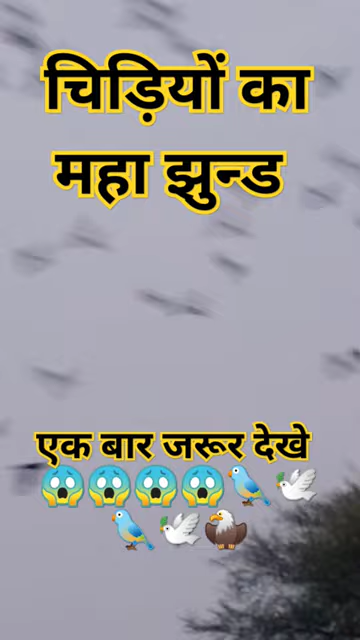 चिड़ियों का
महा झुन्ड
एक बार जरूर देखे
😱😱😱😱🐦🕊️
🐦🕊️🦅